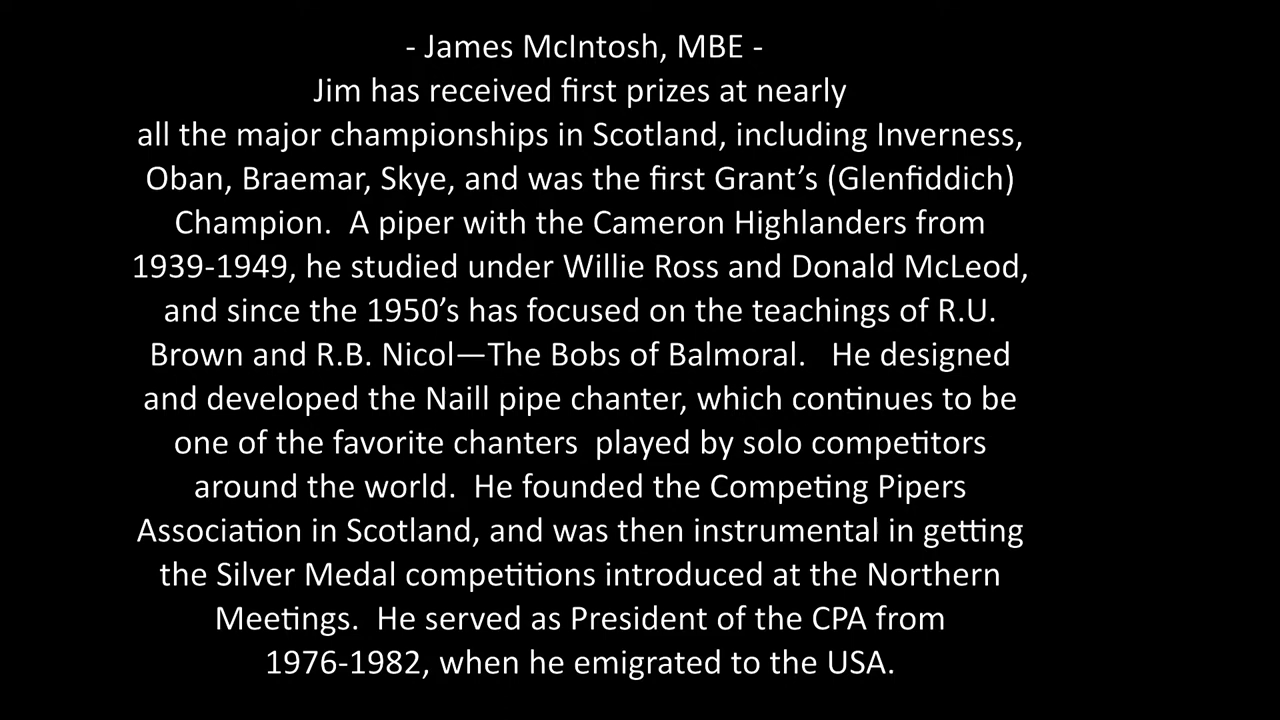 - James McIntosh, MBE -
Jim has received first prizes at nearly
all the major championships in Scotland, including Inverness,
Oban, Braemar, Skye, and was the first Grant’s (Glenfiddich)
Champion.  A piper with the Cameron Highlanders from
1939-1949, he studied under Willie Ross and Donald McLeod,
and since the 1950’s has focused on the teachings of R.U.
Brown and R.B. Nicol—The Bobs of Balmoral.   He designed
and developed the Naill pipe chanter, which continues to be
one of the favorite chanters  played by solo competitors
around the world.  He founded the Competing Pipers
Association in Scotland, and was then instrumental in getting
the Silver Medal competitions introduced at the Northern
Meetings.  He served as President of the CPA from
1976-1982, when he emigrated to the USA.